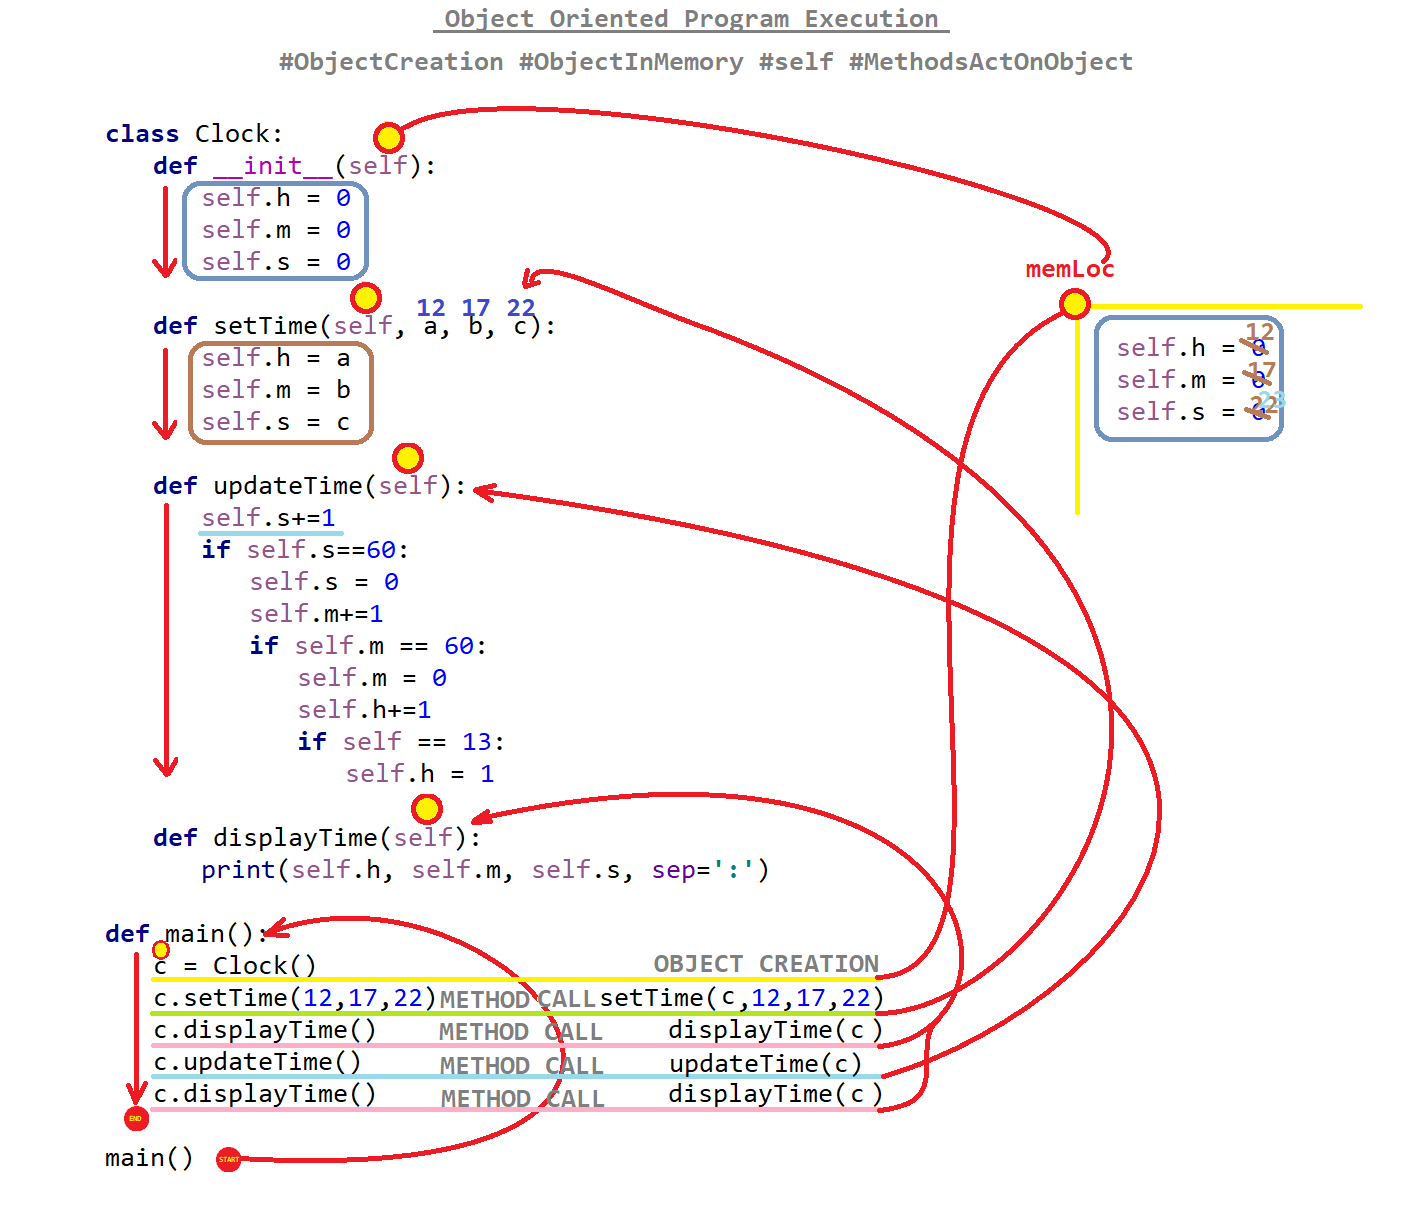 Object Oriented Program Execution
#ObjectCreation #ObjectInMemory #self #MethodsActOnObject
class Clock:
def __init__(self):
self.h = 0
self.m = 0
self.s = 0
memLoc
self.h = 0 12
self.m = 0 17
self.s = 0 22 23
12 17 22
def setTime(self, a, b, c):
self.h = a
self.m = b
self.s = c
def updateTime(self):
self.s+=1
if self.s==60:
self.s = 0
self.m+=1
if self.m == 60:
self.m = 0
self.h+=1
if self == 13:
self.h = 1
def displayTime(self):
print(self.h, self.m, self.s, sep=':')
def main():
c = Clock() OBJECT CREATION
c.setTime(12,17,22) METHOD CALL setTime(c,12,17,22)
c.displayTime() METHOD CALL displayTime(c )
c.updateTime() METHOD CALL updateTime(c)
c.displayTime() METHOD CALL displayTime(c )
END
main() START